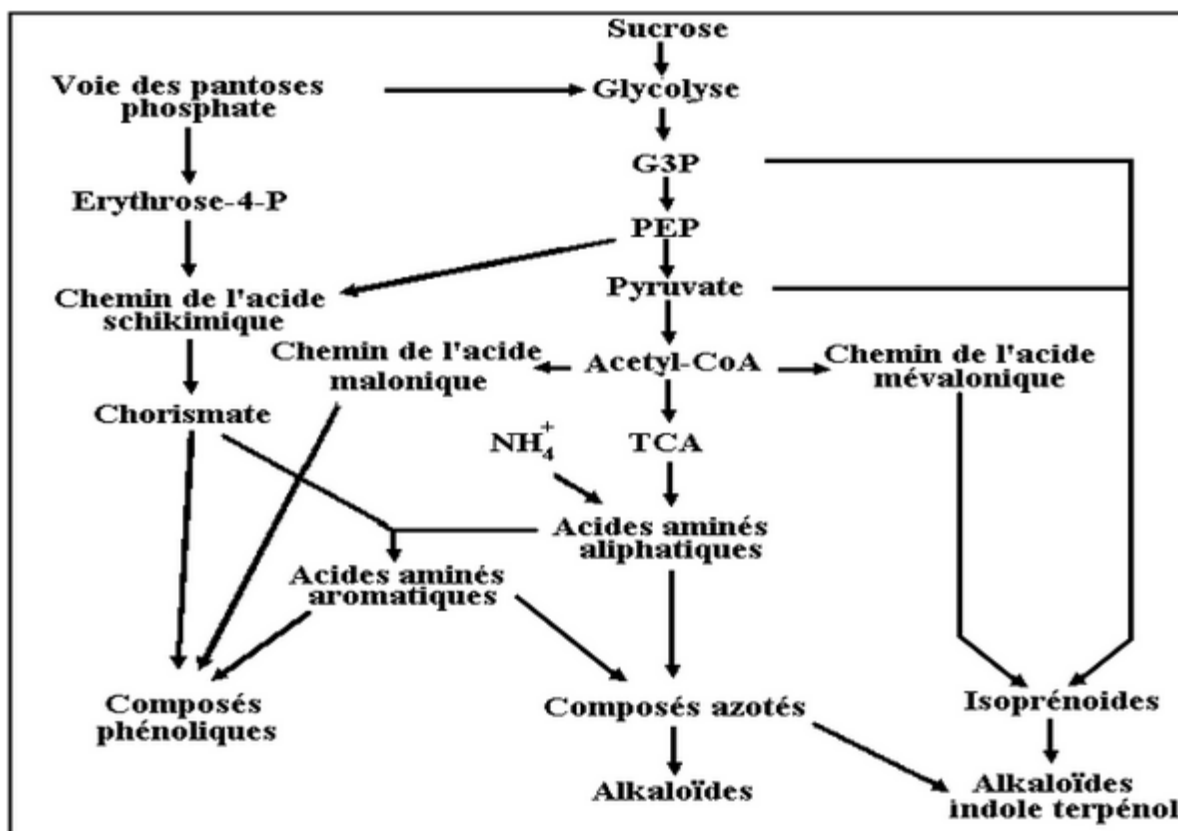 Sucrose
Voie des pantoses
phosphate
Glycolyse
G3P
Erythrose-4-P
PEP
Pyruvate
Chemin de l'acide
schikimique
Chemin de l'acide
malonique
Acetyl-CoA
Chemin de l'acide
mévalonique
Chorismate
NH4+
TCA
Acides aminés
aliphatiques
Acides aminés
aromatiques
Composés
phénoliques
Composés azotés
Isoprénoides
Alkaloïdes
Alkaloïdes
indole terpénol